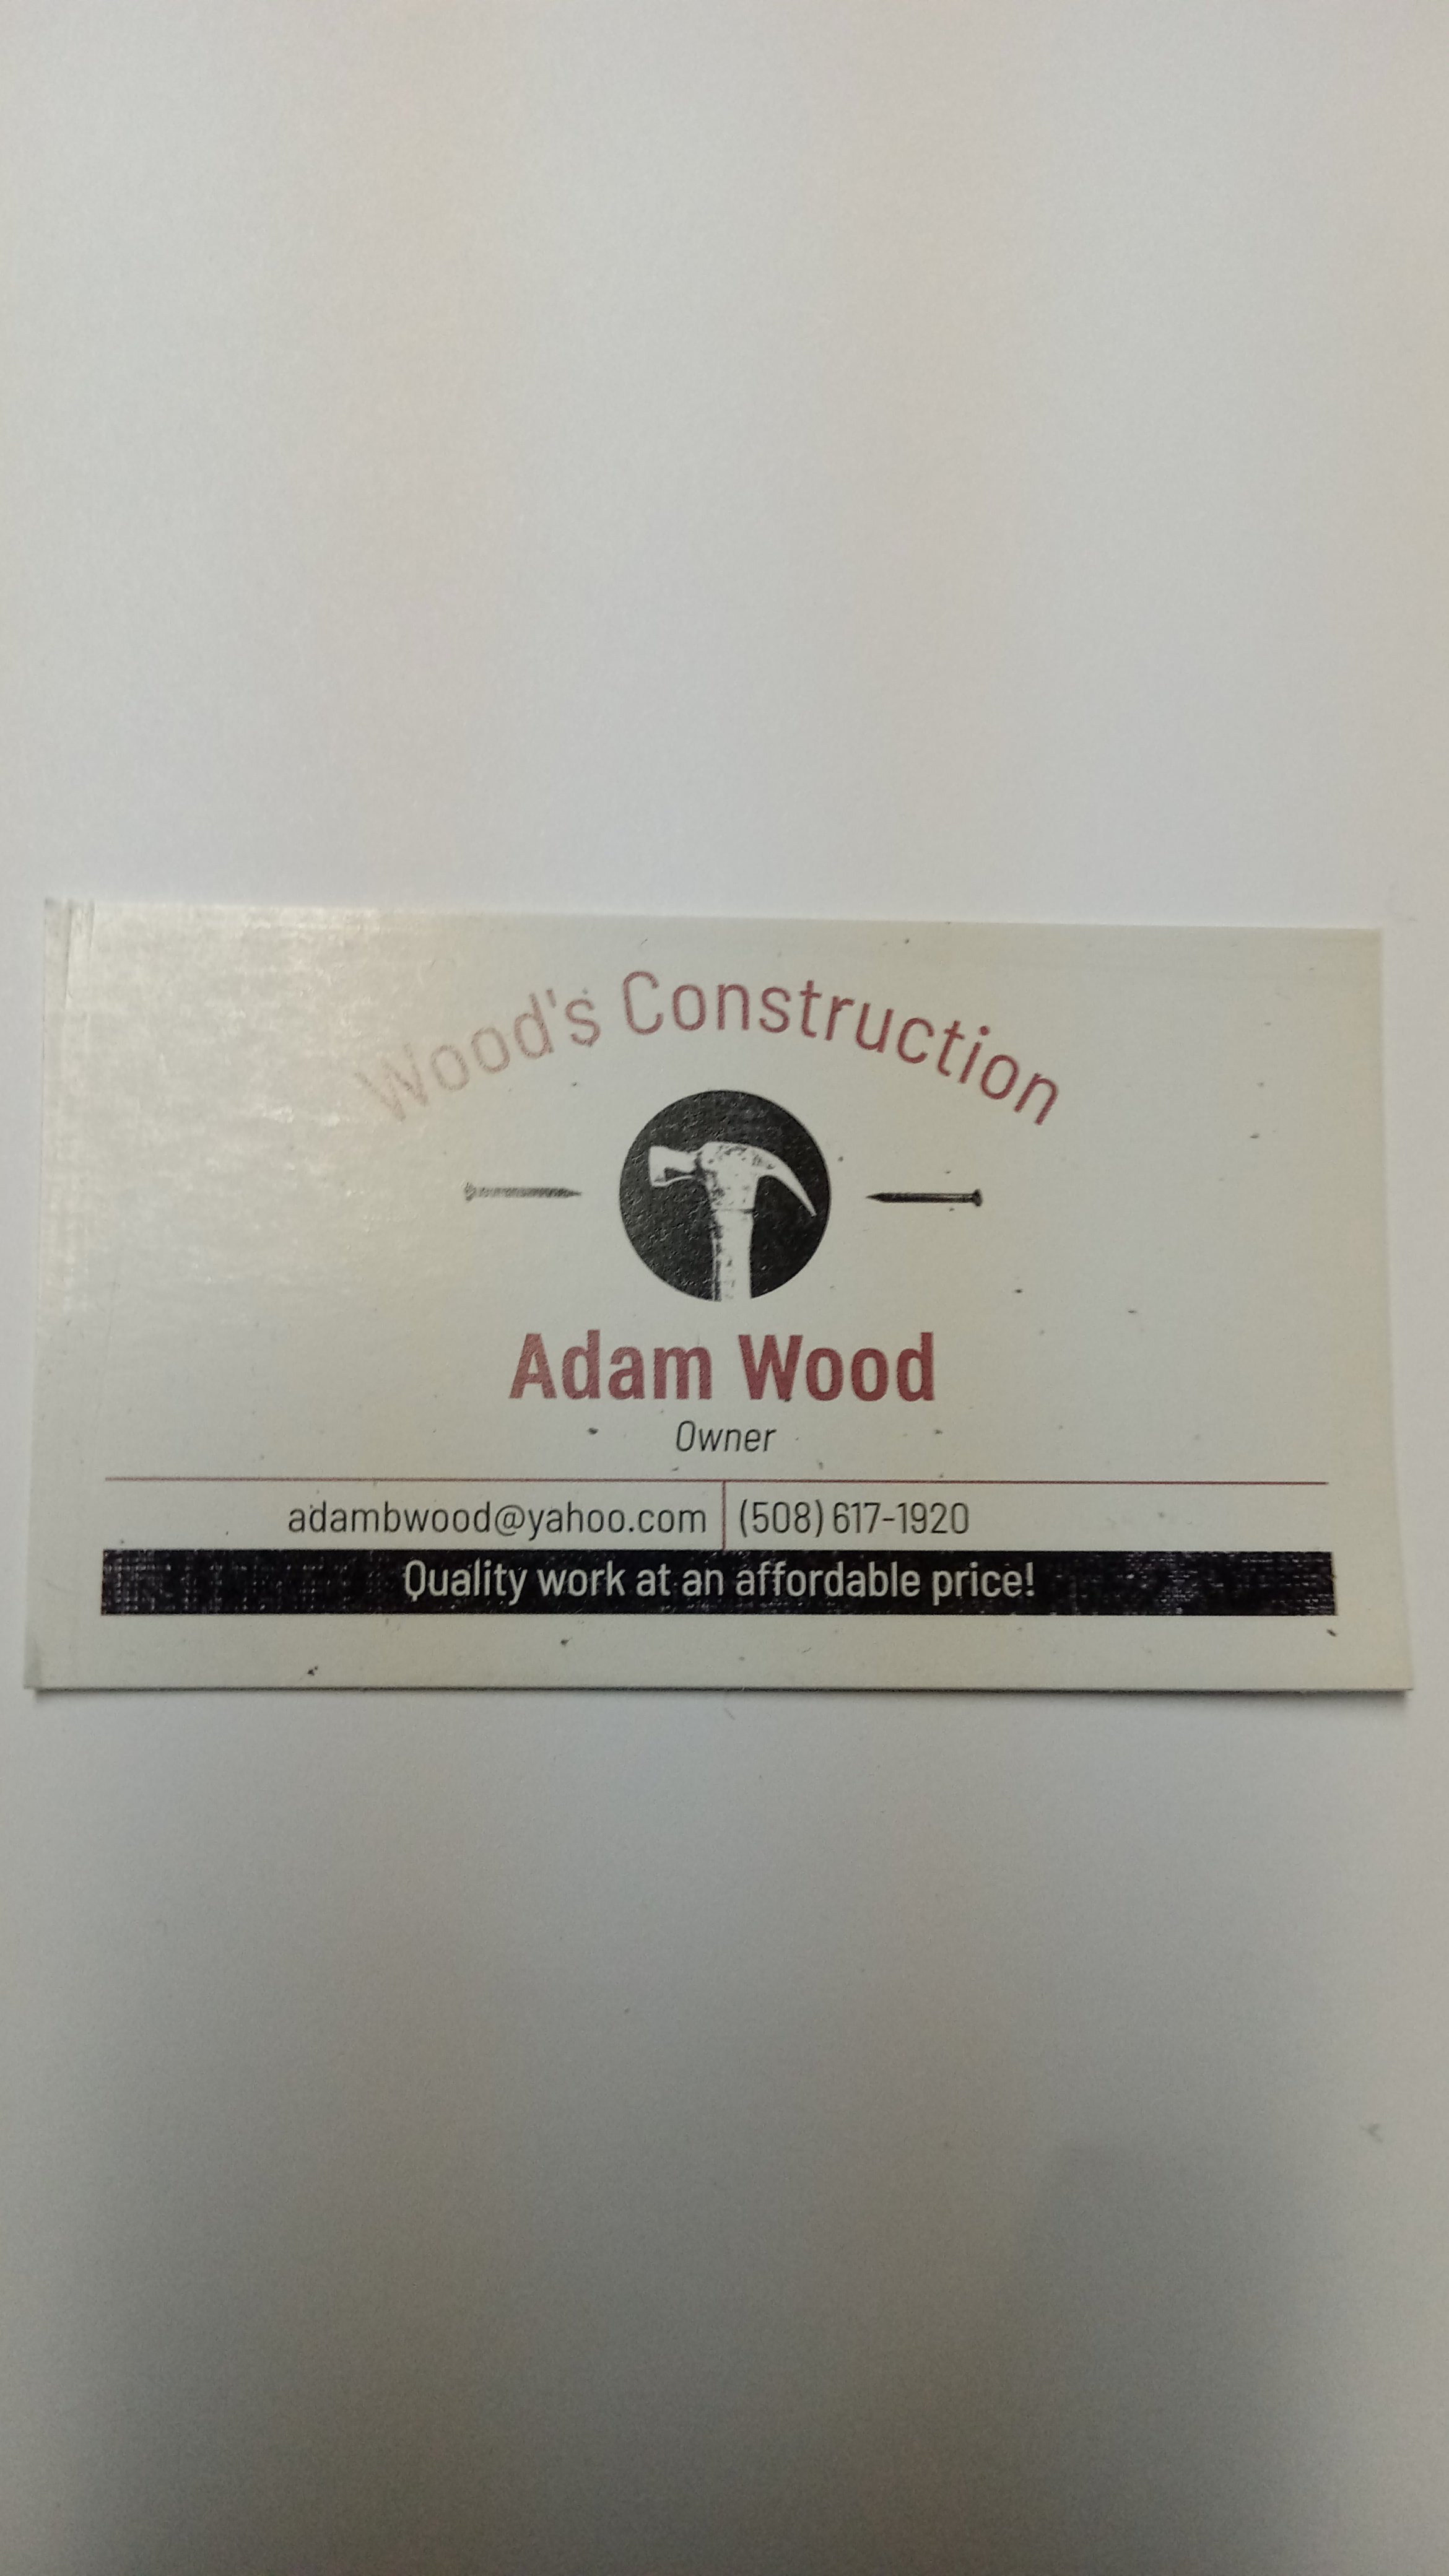 Wood's Construction
Adam Wood
Owner
adambwood@yahoo.com (508) 617-1920
Quality work at an affordable price!